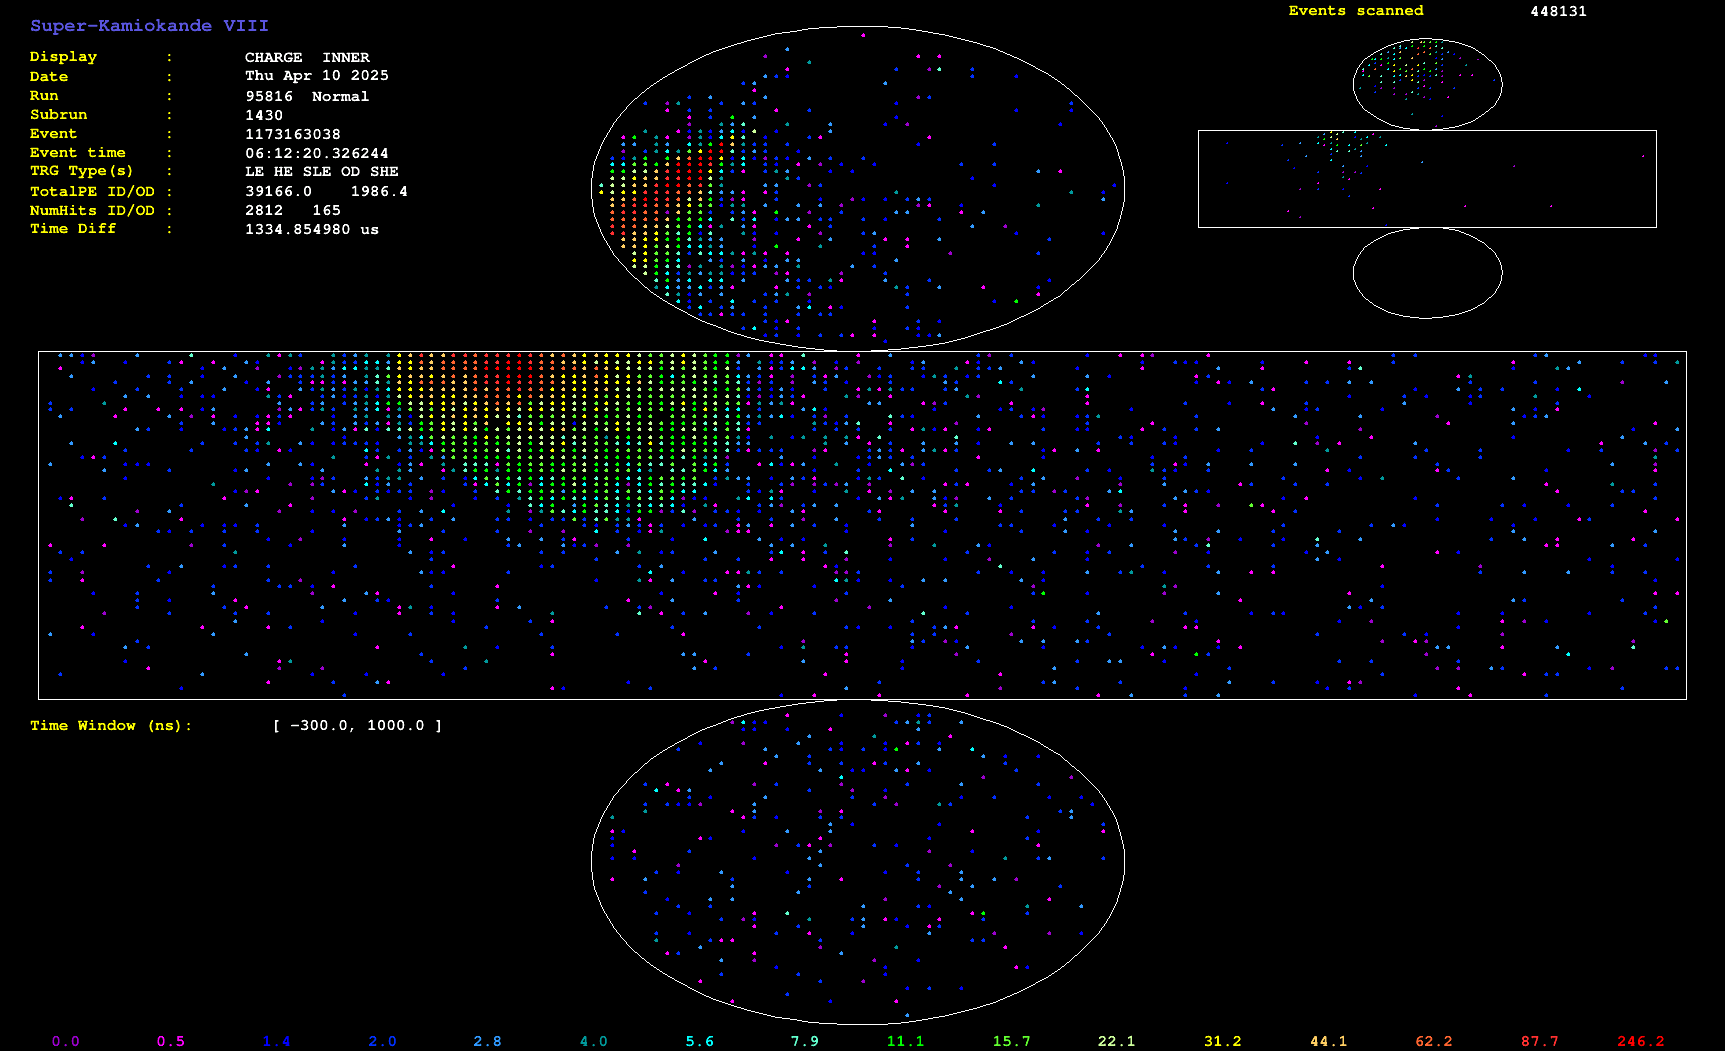 Super-Kamiokande VIII
Display : CHARGE INNER
Date : Thu Apr 10 2025
Run : 95816 Normal
Subrun : 1430
Event : 1173163038
Event time : 06:12:20.326244
TRG Type(s) : LE HE SLE OD SHE
TotalPE ID/OD : 39166.0 1986.4
NumHits ID/OD : 2812 165
Time Diff : 1334.854980 us
Events scanned 448131
Time Window (ns): [ -300.0, 1000.0 ]
0.0 0.5 1.4 2.0 2.8 4.0 5.6 7.9 11.1 15.7 22.1 31.2 44.1 62.2 87.7 246.2